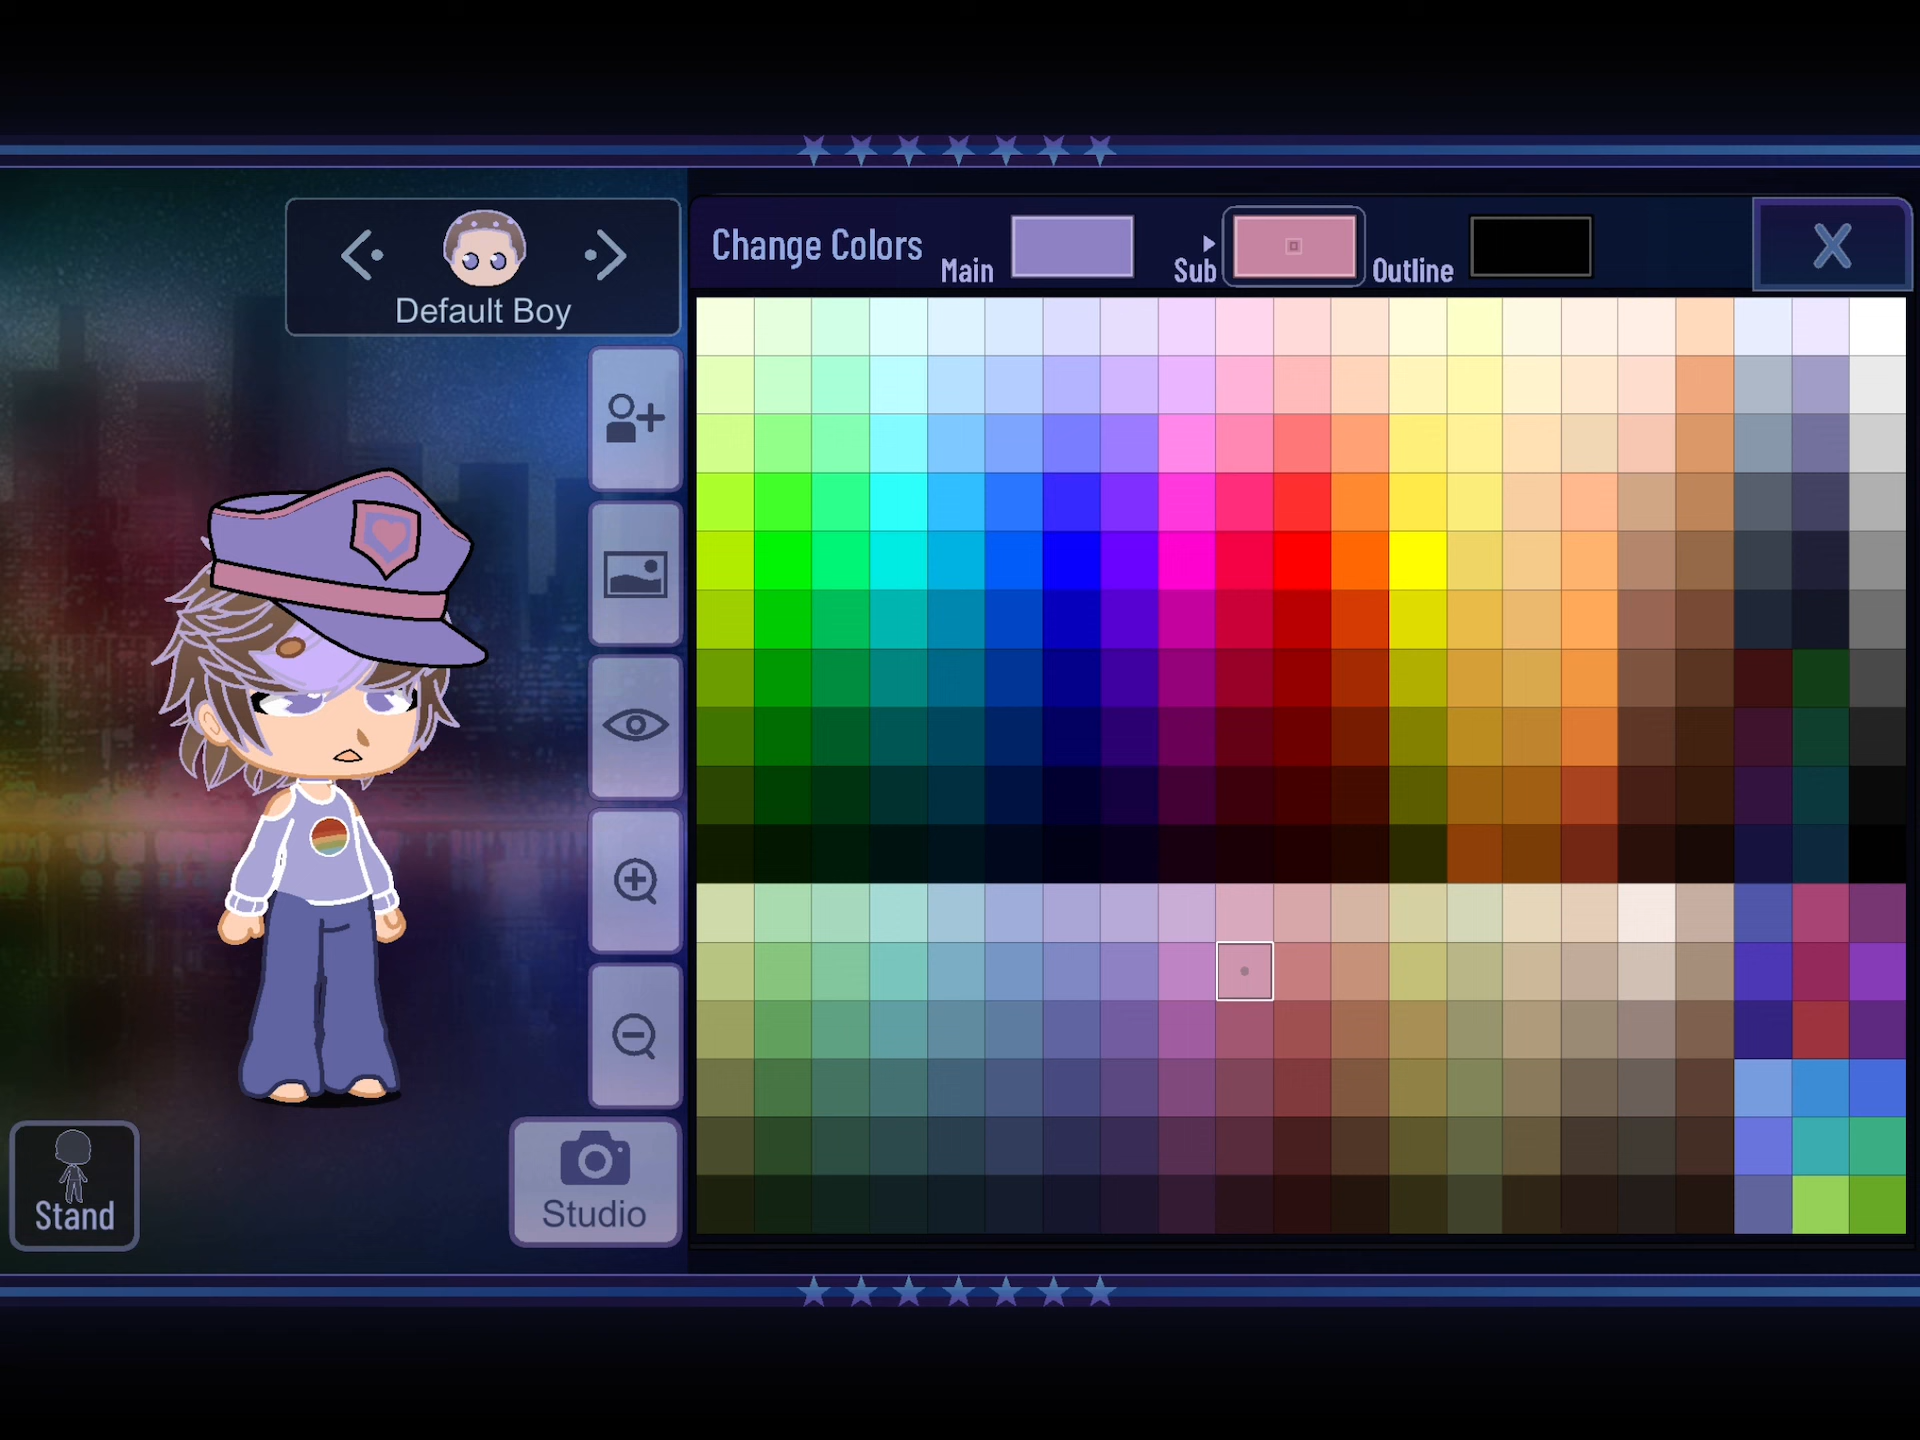 Default Boy
Change Colors
Main
Sub
Outline
X
Stand
Studio